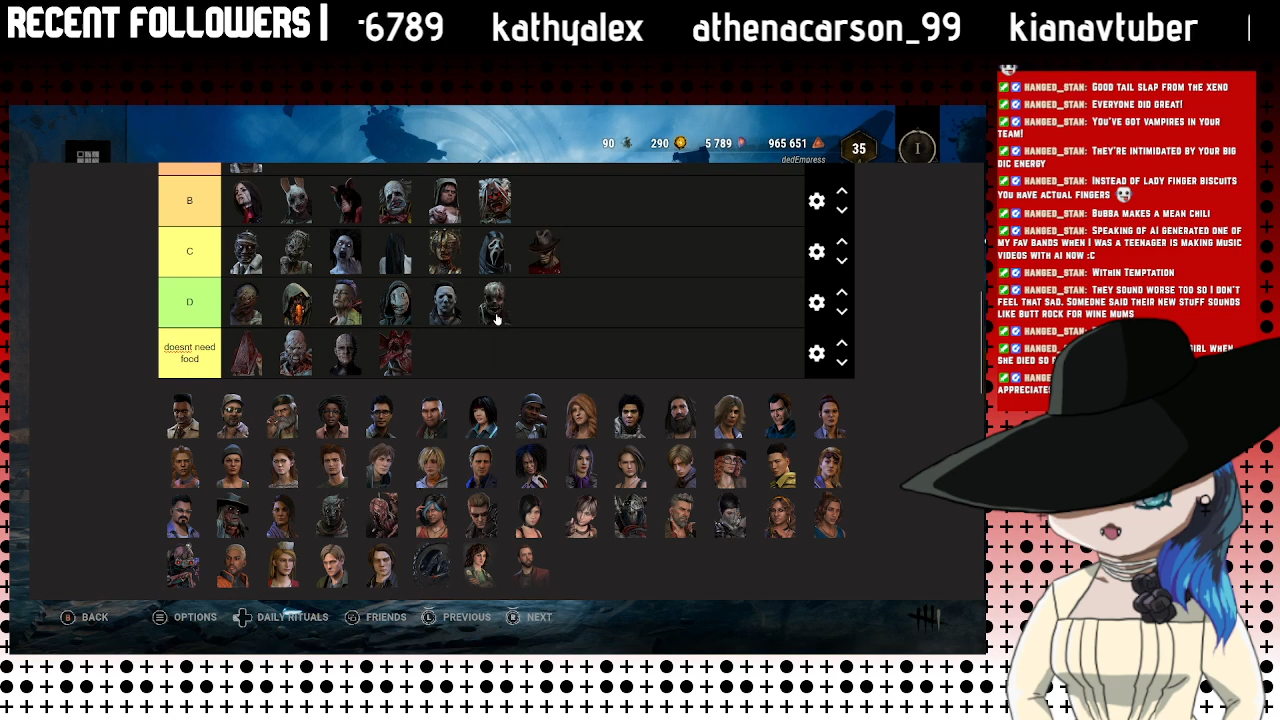 RECENT FOLLOWERS | 6789 kathyalex athenacarson_99 kianavtuber
HANGED_STAN: GOOD TAIL SLAP FROM THE XENO
HANGED_STAN: EVERYONE DID GREAT!
HANGED_STAN: YOU'VE GOT VAMPIRES IN YOUR
TEAM!
HANGED_STAN: THEY'RE INTIMIDATED BY YOUR BIG
DIC ENERGY
HANGED_STAN: INSTEAD OF LADY FINGER BISCUITS
YOU HAVE ACTUAL FINGERS
HANGED_STAN: BUBBA MAKES A MEAN CHILI
HANGED_STAN: SPEAKING OF AI GENERATED ONE OF
MY FAV BANDS WHEN I WAS A TEENAGER IS MAKING MUSIC
VIDEOS WITH AI NOW :C
HANGED_STAN: WITHIN TEMPTATION
HANGED_STAN: THEY SOUND WORSE TOO SO I DON'T
FEEL THAT SAD. SOMEONE SAID THEIR NEW STUFF SOUNDS
LIKE BUTT ROCK FOR WINE MUMS
90 290 5 789 965 651 35 I
dedEmpress
B
C
D
doesnt need
food
BACK OPTIONS DAILY RITUALS FRIENDS PREVIOUS NEXT